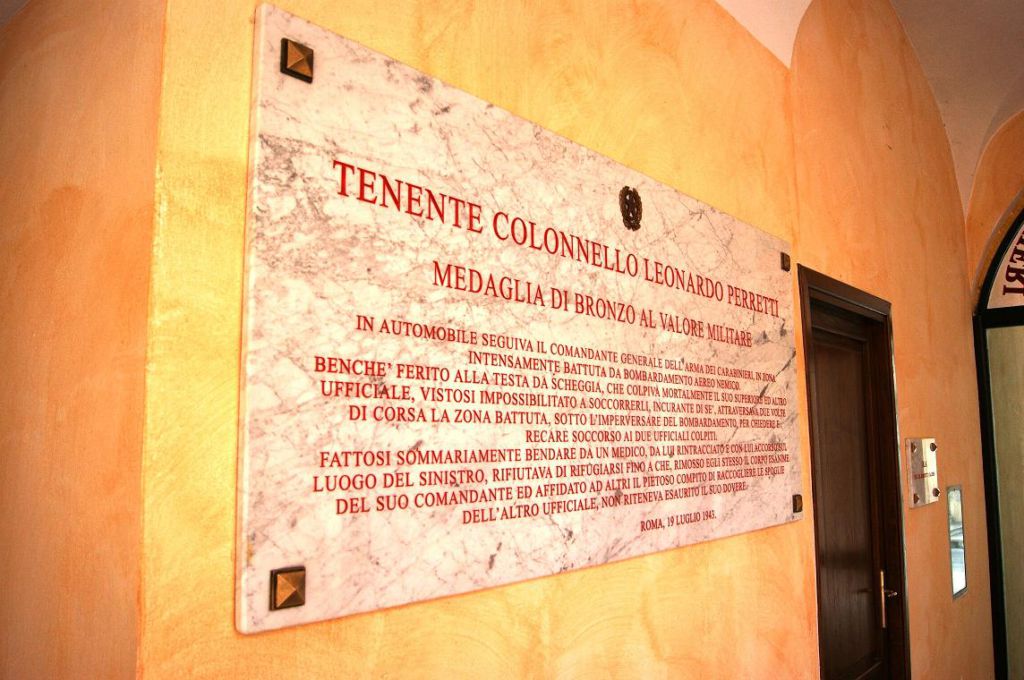 TENENTE COLONNELLO LEONARDO PERRETTI
MEDAGLIA DI BRONZO AL VALORE MILITARE
IN AUTOMOBILE SEGUIVA IL COMANDANTE GENERALE DELL'ARMA DEI CARABINIERI, IN ZONA
INTENSAMENTE BATTUTA DA BOMBARDAMENTO AEREO NEMICO.
BENCHE' FERITO ALLA TESTA DA SCHEGGIA, CHE COLPIVA MORTALMENTE IL SUO SUPERIORE ED ALTRO
UFFICIALE, VISTOSI IMPOSSIBILITATO A SOCCORRERLI, INCURANTE DI SE', ATTRAVERSAVA DUE VOLTE
DI CORSA LA ZONA BATTUTA, SOTTO L'IMPERVERSARE DEL BOMBARDAMENTO, PER CHIEDERE E
RECARE SOCCORSO AI DUE UFFICIALI COLPITI.
FATTOSI SOMMARIAMENTE BENDARE DA UN MEDICO, DA LUI RINTRACCIATO E CON LUI ACCORSO SUL
LUOGO DEL SINISTRO, RIFIUTAVA DI RIFUGIARSI FINO A CHE, RIMOSSO EGLI STESSO IL CORPO ESANIME
DEL SUO COMANDANTE ED AFFIDATO AD ALTRI IL PIETOSO COMPITO DI RACCOGLIERE LE SPOGLIE
DELL'ALTRO UFFICIALE, NON RITENEVA ESAURITO IL SUO DOVERE.
ROMA, 19 LUGLIO 1943.